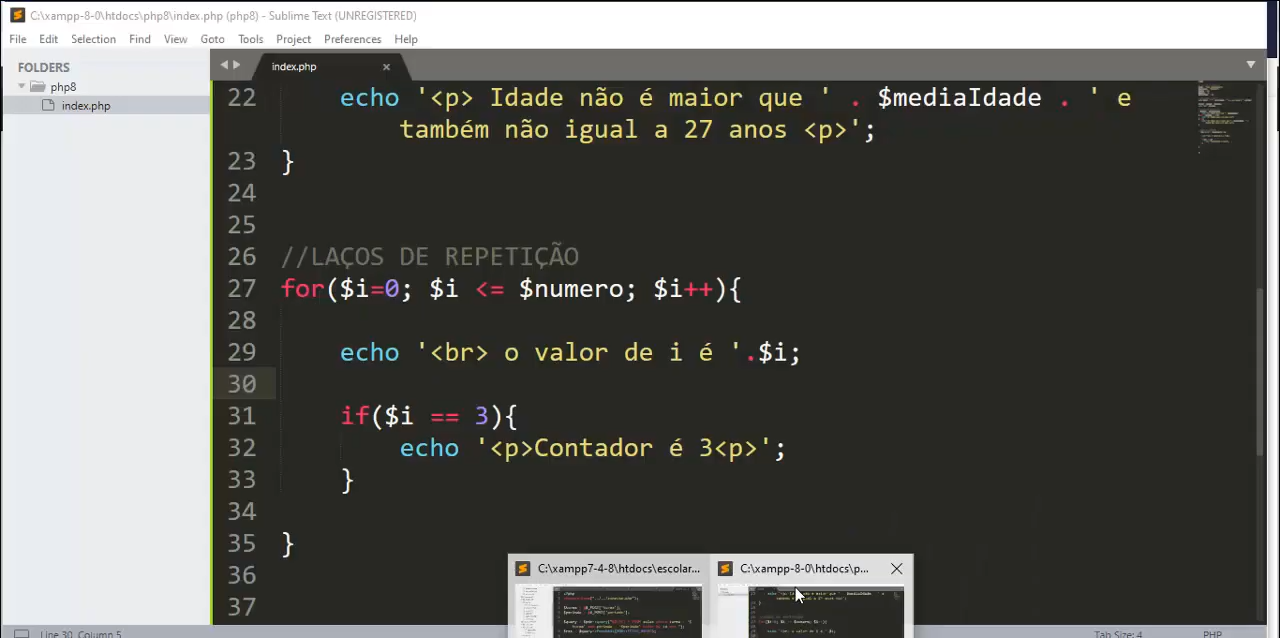 C:\xampp-8-0\htdocs\php8\index.php (php8) - Sublime Text (UNREGISTERED)
File Edit Selection Find View Goto Tools Project Preferences Help
FOLDERS
php8
index.php
index.php
22 echo '<p> Idade não é maior que ' . $mediaIdade . ' e
também não igual a 27 anos <p>';
23 }
24
25
26 //LAÇOS DE REPETIÇÃO
27 for($i=0; $i <= $numero; $i++){
28
29 echo '<br> o valor de i é '.$i;
30
31 if($i == 3){
32 echo '<p>Contador é 3<p>';
33 }
34
35 }
36
37
C:\xampp7-4-8\htdocs\escolar...
C:\xampp-8-0\htdocs\p...
Line 30, Column 5
Tab Size: 4
PHP